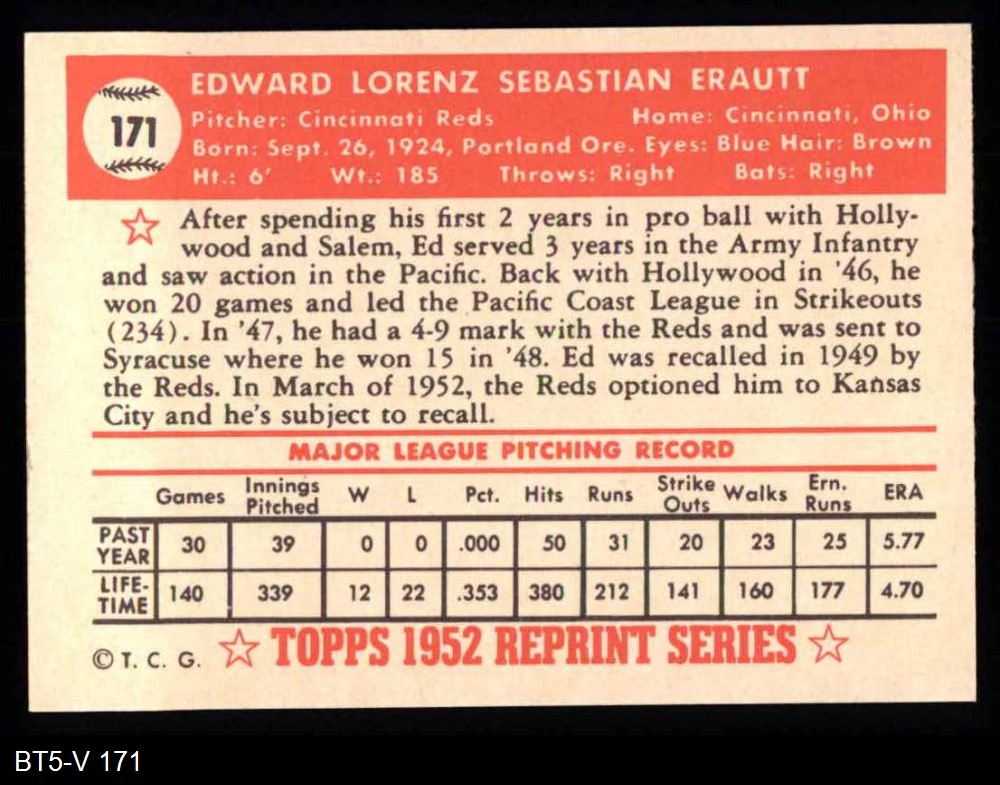 171
EDWARD LORENZ SEBASTIAN ERAUTT
Pitcher: Cincinnati Reds Home: Cincinnati, Ohio
Born: Sept. 26, 1924, Portland Ore. Eyes: Blue Hair: Brown
Ht.: 6' Wt.: 185 Throws: Right Bats: Right
After spending his first 2 years in pro ball with Holly-
wood and Salem, Ed served 3 years in the Army Infantry
and saw action in the Pacific. Back with Hollywood in '46, he
won 20 games and led the Pacific Coast League in Strikeouts
(234). In '47, he had a 4-9 mark with the Reds and was sent to
Syracuse where he won 15 in '48. Ed was recalled in 1949 by
the Reds. In March of 1952, the Reds optioned him to Kansas
City and he's subject to recall.
MAJOR LEAGUE PITCHING RECORD
Games Innings Pitched W L Pct. Hits Runs Strike Outs Walks Ern. Runs ERA
PAST YEAR 30 39 0 0 .000 50 31 20 23 25 5.77
LIFE-TIME 140 339 12 22 .353 380 212 141 160 177 4.70
© T. C. G. TOPPS 1952 REPRINT SERIES
BT5-V 171